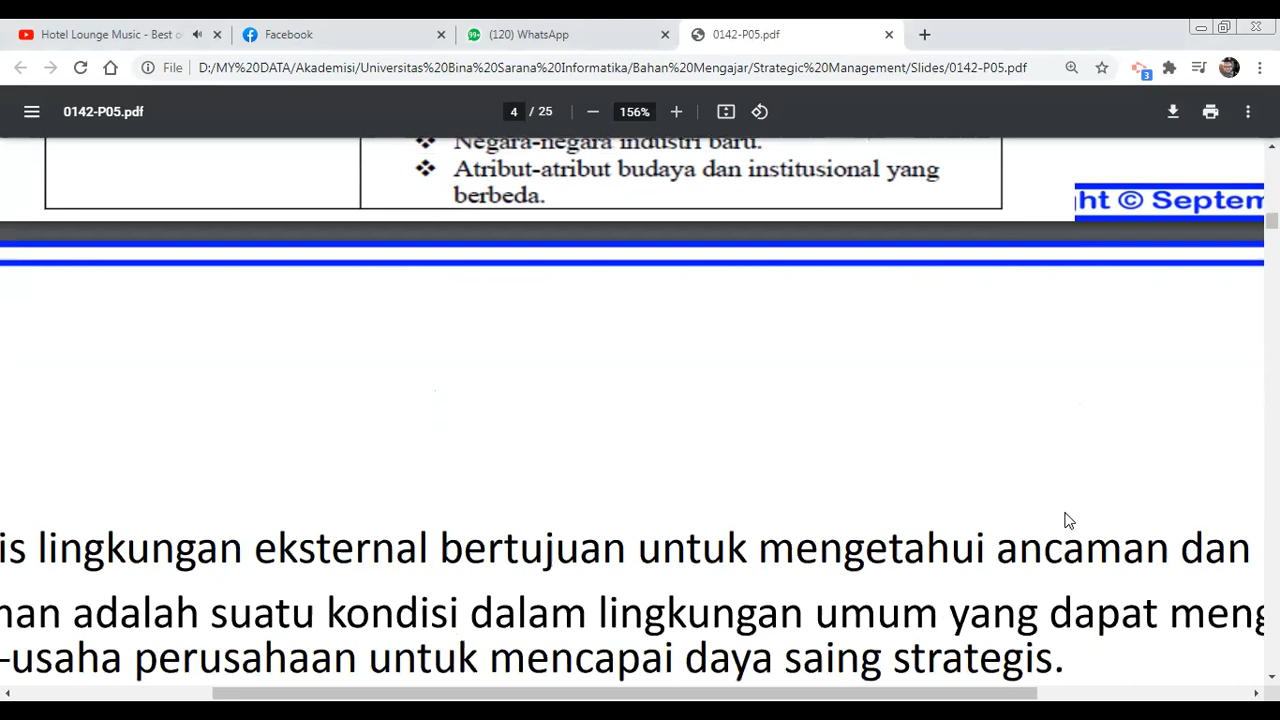 Hotel Lounge Music - Best o
Facebook
99+ (120) WhatsApp
0142-P05.pdf
File D:/MY%20DATA/Akademisi/Universitas%20Bina%20Sarana%20Informatika/Bahan%20Mengajar/Strategic%20Management/Slides/0142-P05.pdf
3
0142-P05.pdf
4 / 25
156%
Negara-negara industri baru.
Atribut-atribut budaya dan institusional yang
berbeda.
ht © Septem
is lingkungan eksternal bertujuan untuk mengetahui ancaman dan
man adalah suatu kondisi dalam lingkungan umum yang dapat meng
-usaha perusahaan untuk mencapai daya saing strategis.